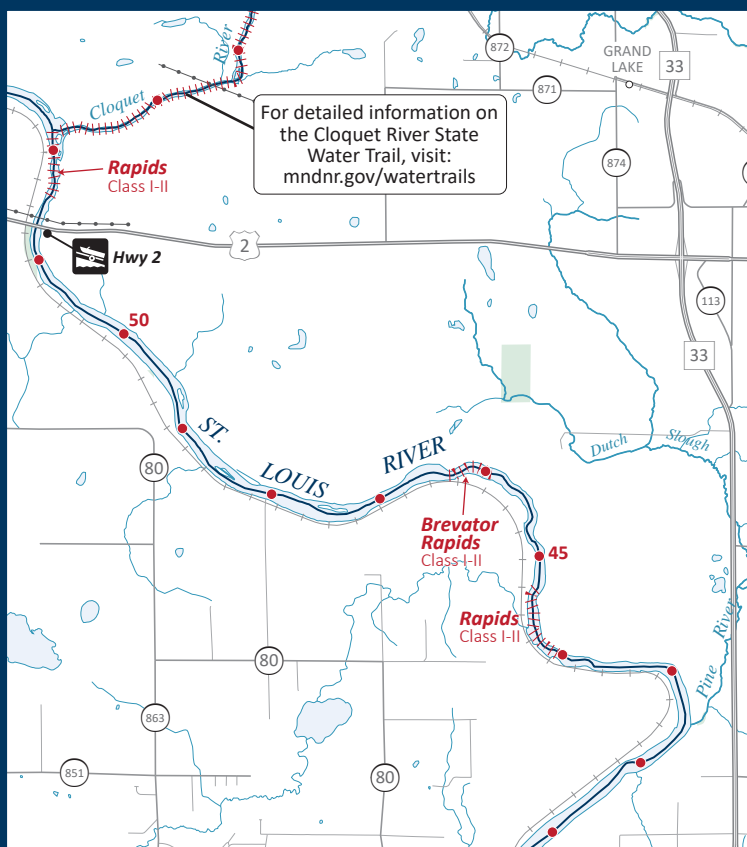 872
GRAND
LAKE
33
River
871
Cloquet
For detailed information on
the Cloquet River State
Water Trail, visit:
mndnr.gov/watertrails
874
Rapids
Class I-II
2
Hwy 2
113
50
33
ST.
LOUIS
RIVER
Dutch
Slough
80
Brevator
Rapids
Class I-II
45
Rapids
Class I-II
Pine River
80
863
851
80